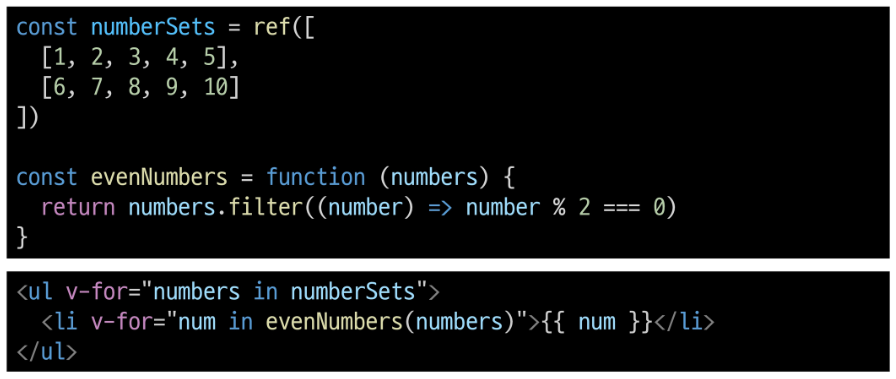 const numberSets = ref([
  [1, 2, 3, 4, 5],
  [6, 7, 8, 9, 10]
])

const evenNumbers = function (numbers) {
  return numbers.filter((number) => number % 2 === 0)
}
<ul v-for="numbers in numberSets">
  <li v-for="num in evenNumbers(numbers)">{{ num }}</li>
</ul>